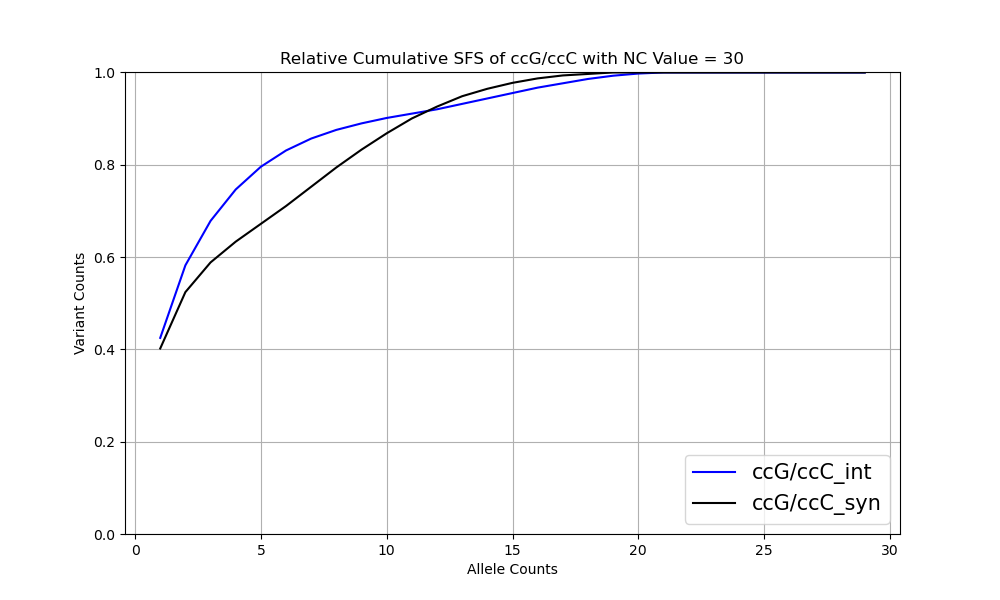 Relative Cumulative SFS of ccG/ccC with NC Value = 30
Variant Counts
1.0
0.8
0.6
0.4
0.2
0.0
0 5 10 15 20 25 30
Allele Counts
ccG/ccC_int
ccG/ccC_syn